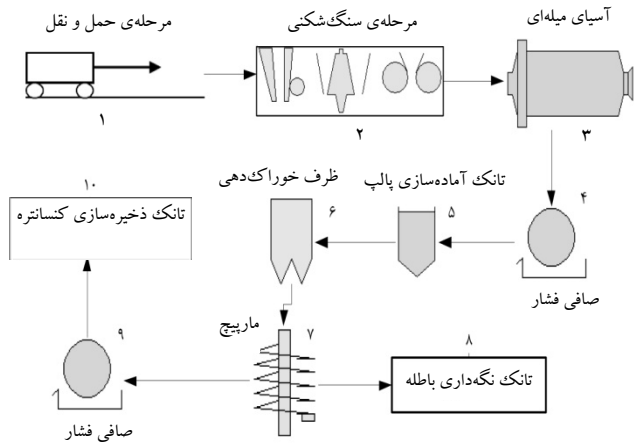 مرحله‌ی حمل و نقل
۱
مرحله‌ی سنگ‌شکنی
۲
آسیای میله‌ای
۳
۴
صافی فشار
تانک آماده‌سازی پالپ
۵
ظرف خوراک‌دهی
۶
مارپیچ
۷
۸
تانک نگه‌داری باطله
۹
صافی فشار
۱۰
تانک ذخیره‌سازی کنسانتره